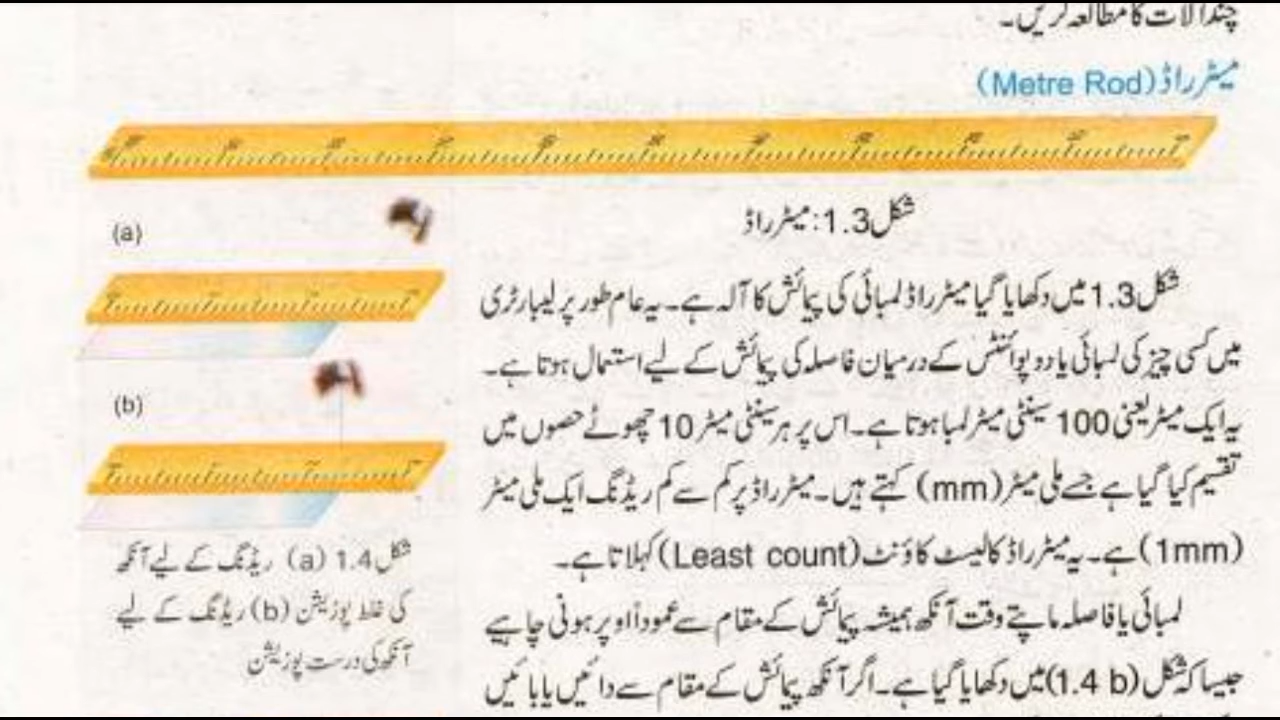 چند آلات کا مطالعہ کریں۔
میٹر راڈ (Metre Rod)
شکل 1.3: میٹر راڈ
(a)
(b)
شکل 1.4 (a) ریڈنگ کے لیے آنکھ
کی غلط پوزیشن (b) ریڈنگ کے لیے
آنکھ کی درست پوزیشن
شکل 1.3 میں دکھایا گیا میٹر راڈ لمبائی کی پیمائش کا آلہ ہے۔ یہ عام طور پر لیبارٹری
میں کسی چیز کی لمبائی یا دو پوائنٹس کے درمیان فاصلہ کی پیمائش کے لیے استعمال ہوتا ہے۔
یہ ایک میٹر یعنی 100 سینٹی میٹر لمبا ہوتا ہے۔ اس پر ہر سینٹی میٹر 10 چھوٹے حصوں میں
تقسیم کیا گیا ہے جسے ملی میٹر (mm) کہتے ہیں۔ میٹر راڈ پر کم سے کم ریڈنگ ایک ملی میٹر
(1mm) ہے۔ یہ میٹر راڈ کا لیسٹ کاؤنٹ (Least count) کہلاتا ہے۔
لمبائی یا فاصلہ ماپتے وقت آنکھ ہمیشہ پیمائش کے مقام سے عموداً اوپر ہونی چاہیے
جیسا کہ شکل (1.4 b) میں دکھایا گیا ہے۔ اگر آنکھ پیمائش کے مقام سے دائیں یا بائیں